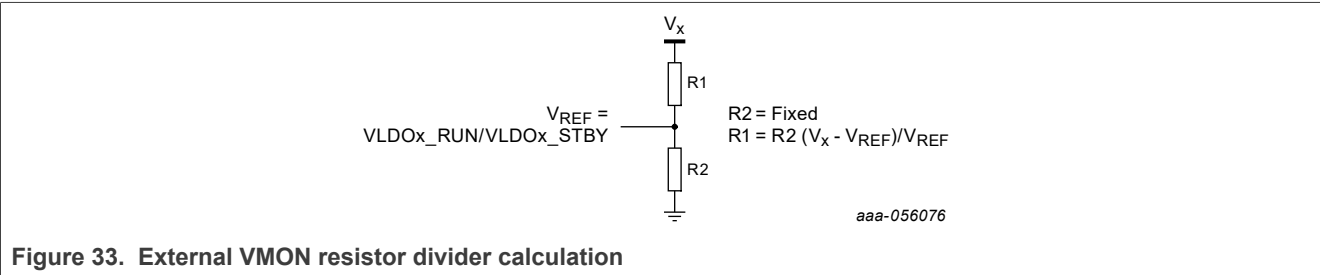 Vx
R1
VREF =
VLDOx_RUN/VLDOx_STBY
R2 = Fixed
R1 = R2 (Vx - VREF)/VREF
R2
aaa-056076
Figure 33. External VMON resistor divider calculation